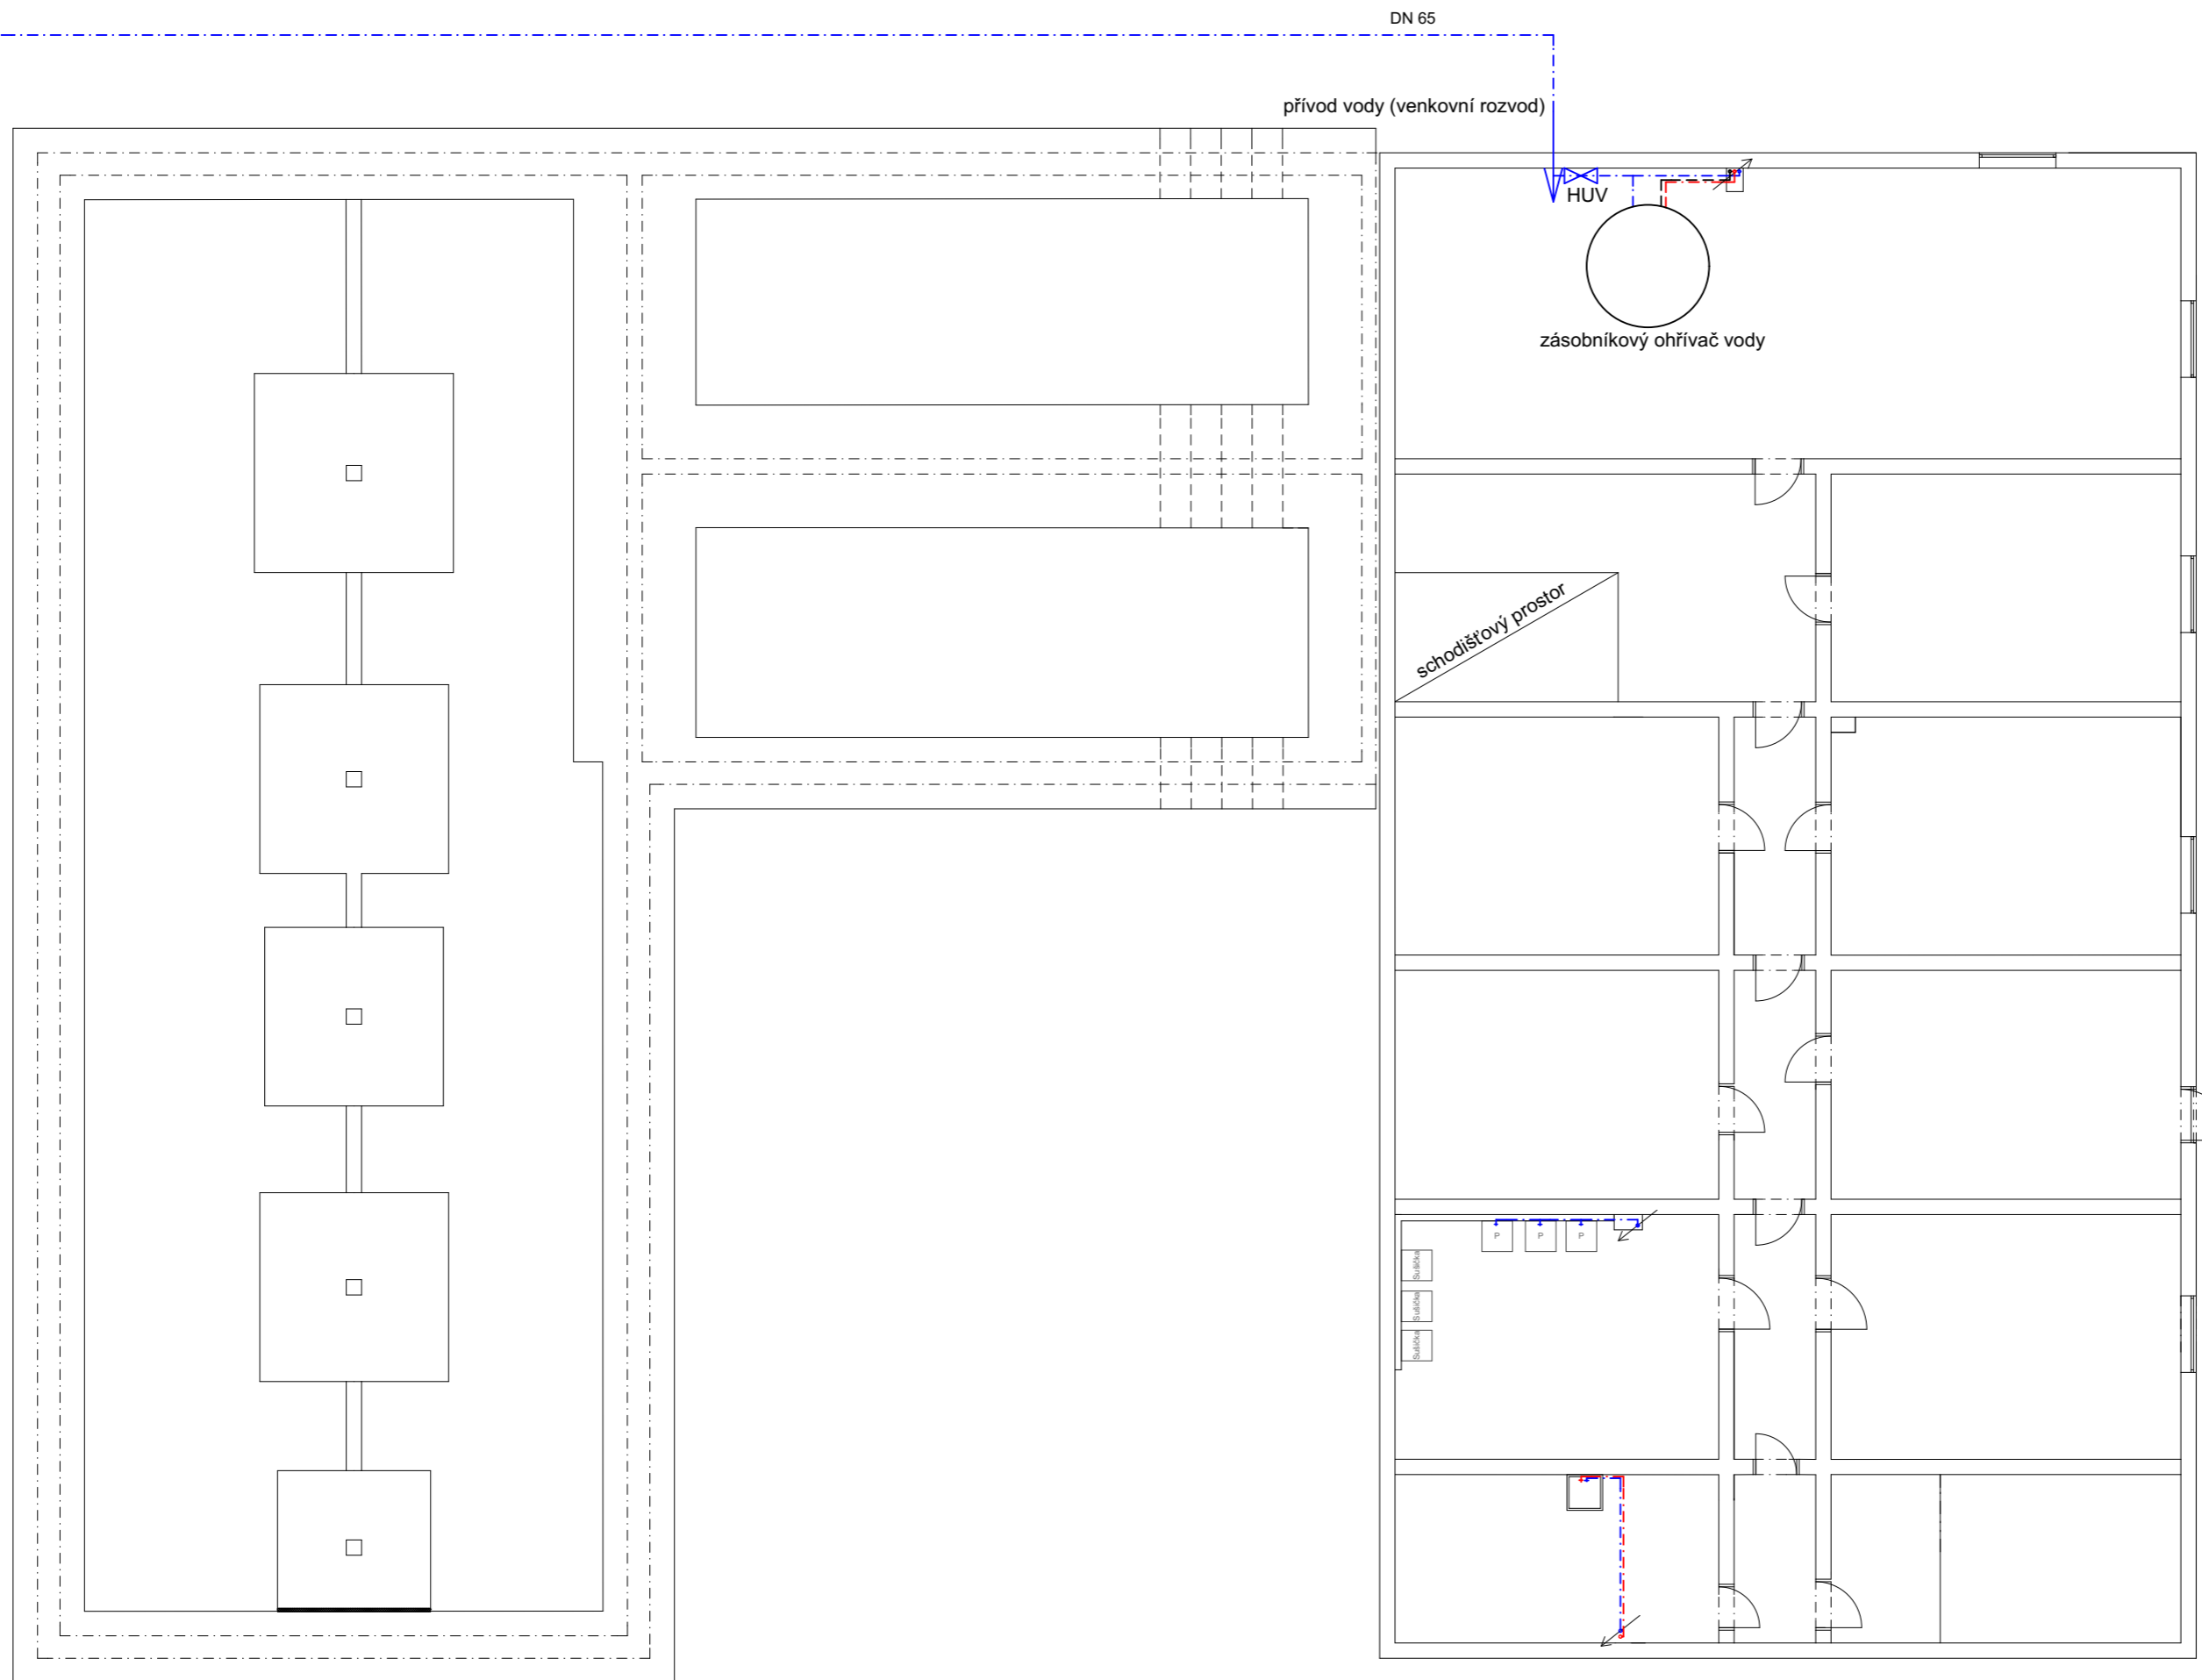 DN 65
přívod vody (venkovní rozvod)
HUV
zásobníkový ohřívač vody
schodišťový prostor
P P P
Sušička
Sušička
Sušička